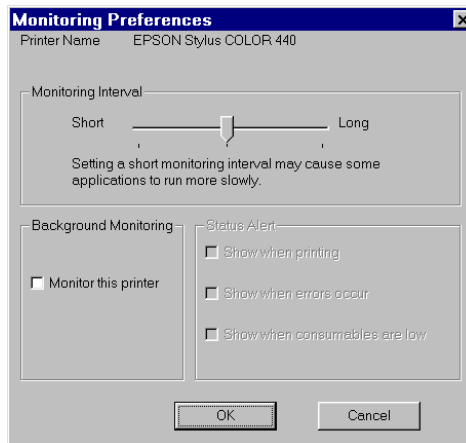 Monitoring Preferences
Printer Name EPSON Stylus COLOR 440
Monitoring Interval
Short Long
Setting a short monitoring interval may cause some
applications to run more slowly.
Background Monitoring
Monitor this printer
Status Alert
Show when printing
Show when errors occur
Show when consumables are low
OK Cancel